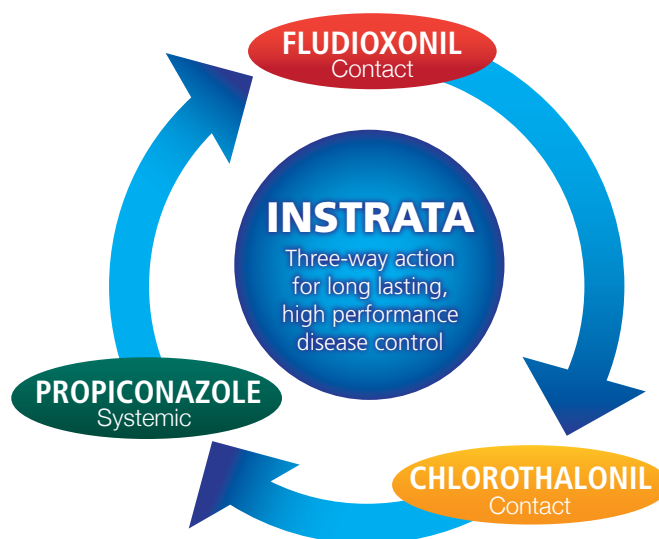 FLUDIOXONIL
Contact
INSTRATA
Three-way action
for long lasting,
high performance
disease control
PROPICONAZOLE
Systemic
CHLOROTHALONIL
Contact